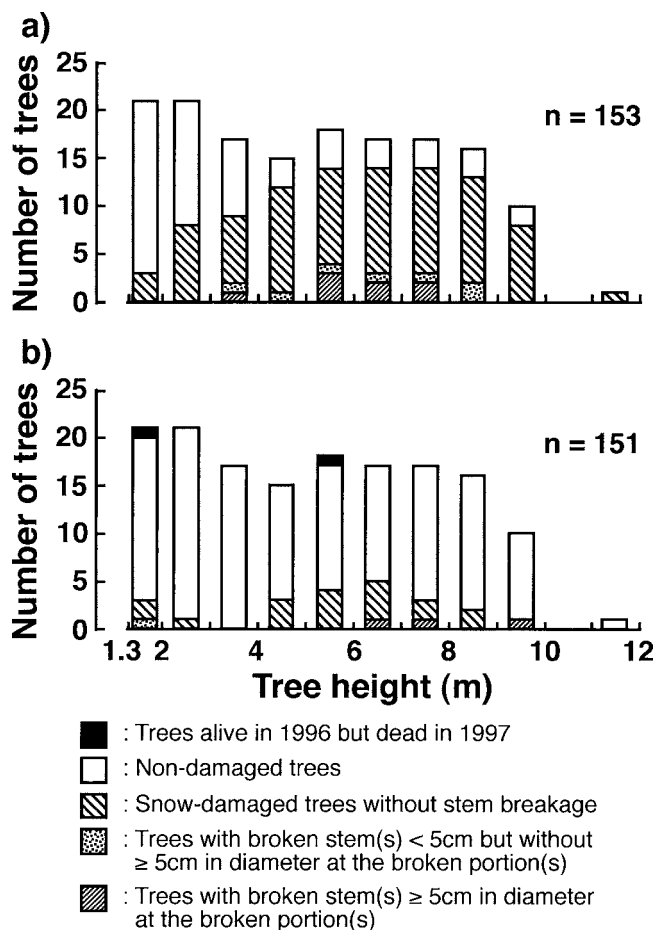 a)
Number of trees
25
20
15
10
5
0
n = 153
b)
Number of trees
25
20
15
10
5
0
n = 151
1.3 2 4 6 8 10 12
Tree height (m)
: Trees alive in 1996 but dead in 1997
: Non-damaged trees
: Snow-damaged trees without stem breakage
: Trees with broken stem(s) < 5cm but without
≥ 5cm in diameter at the broken portion(s)
: Trees with broken stem(s) ≥ 5cm in diameter
at the broken portion(s)